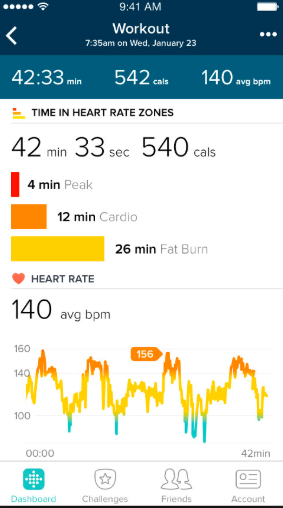 9:41 AM
Workout
7:35am on Wed, January 23
42:33 min 542 cals 140 avg bpm
TIME IN HEART RATE ZONES
42 min 33 sec 540 cals
4 min Peak
12 min Cardio
26 min Fat Burn
HEART RATE
140 avg bpm
160
156
140
100
00:00 42min
Dashboard Challenges Friends Account